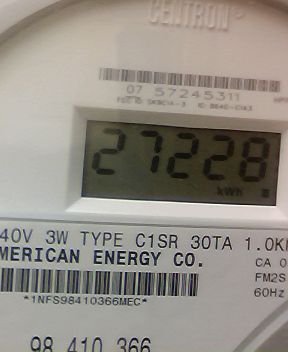 CENTRON
07 57245311
27228
kWh
40V 3W TYPE C1SR 30TA 1.0K
MERICAN ENERGY CO.
CA 0
FM2S
60Hz
*1NFS98410366MEC*
98 410 366